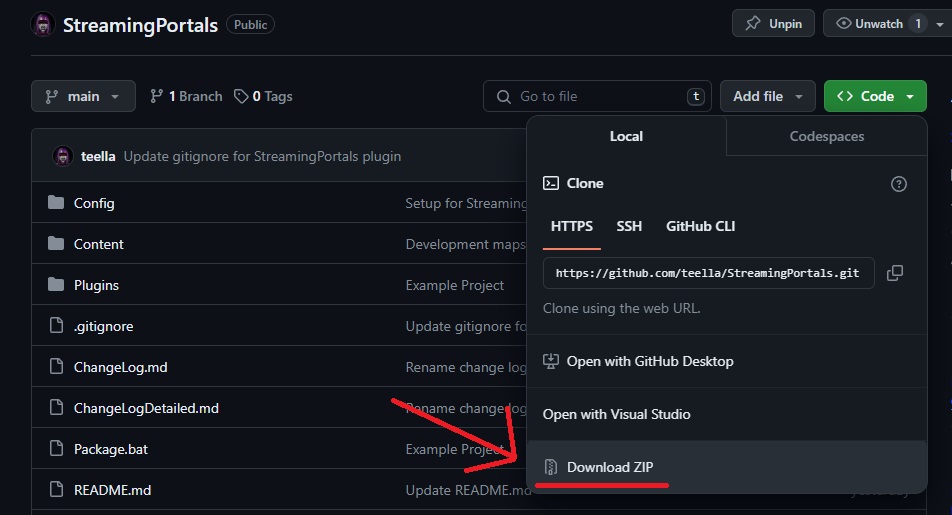 StreamingPortals Public Unpin Unwatch 1
main 1 Branch 0 Tags Go to file t Add file <> Code
teella Update gitignore for StreamingPortals plugin
Config Setup for Streaming
Content Development maps
Plugins Example Project
.gitignore Update gitignore fo
ChangeLog.md Rename change log
ChangeLogDetailed.md Rename change log
Package.bat Example Project
README.md Update README.md yesterday
Local Codespaces
Clone
HTTPS SSH GitHub CLI
https://github.com/teella/StreamingPortals.git
Clone using the web URL.
Open with GitHub Desktop
Open with Visual Studio
Download ZIP